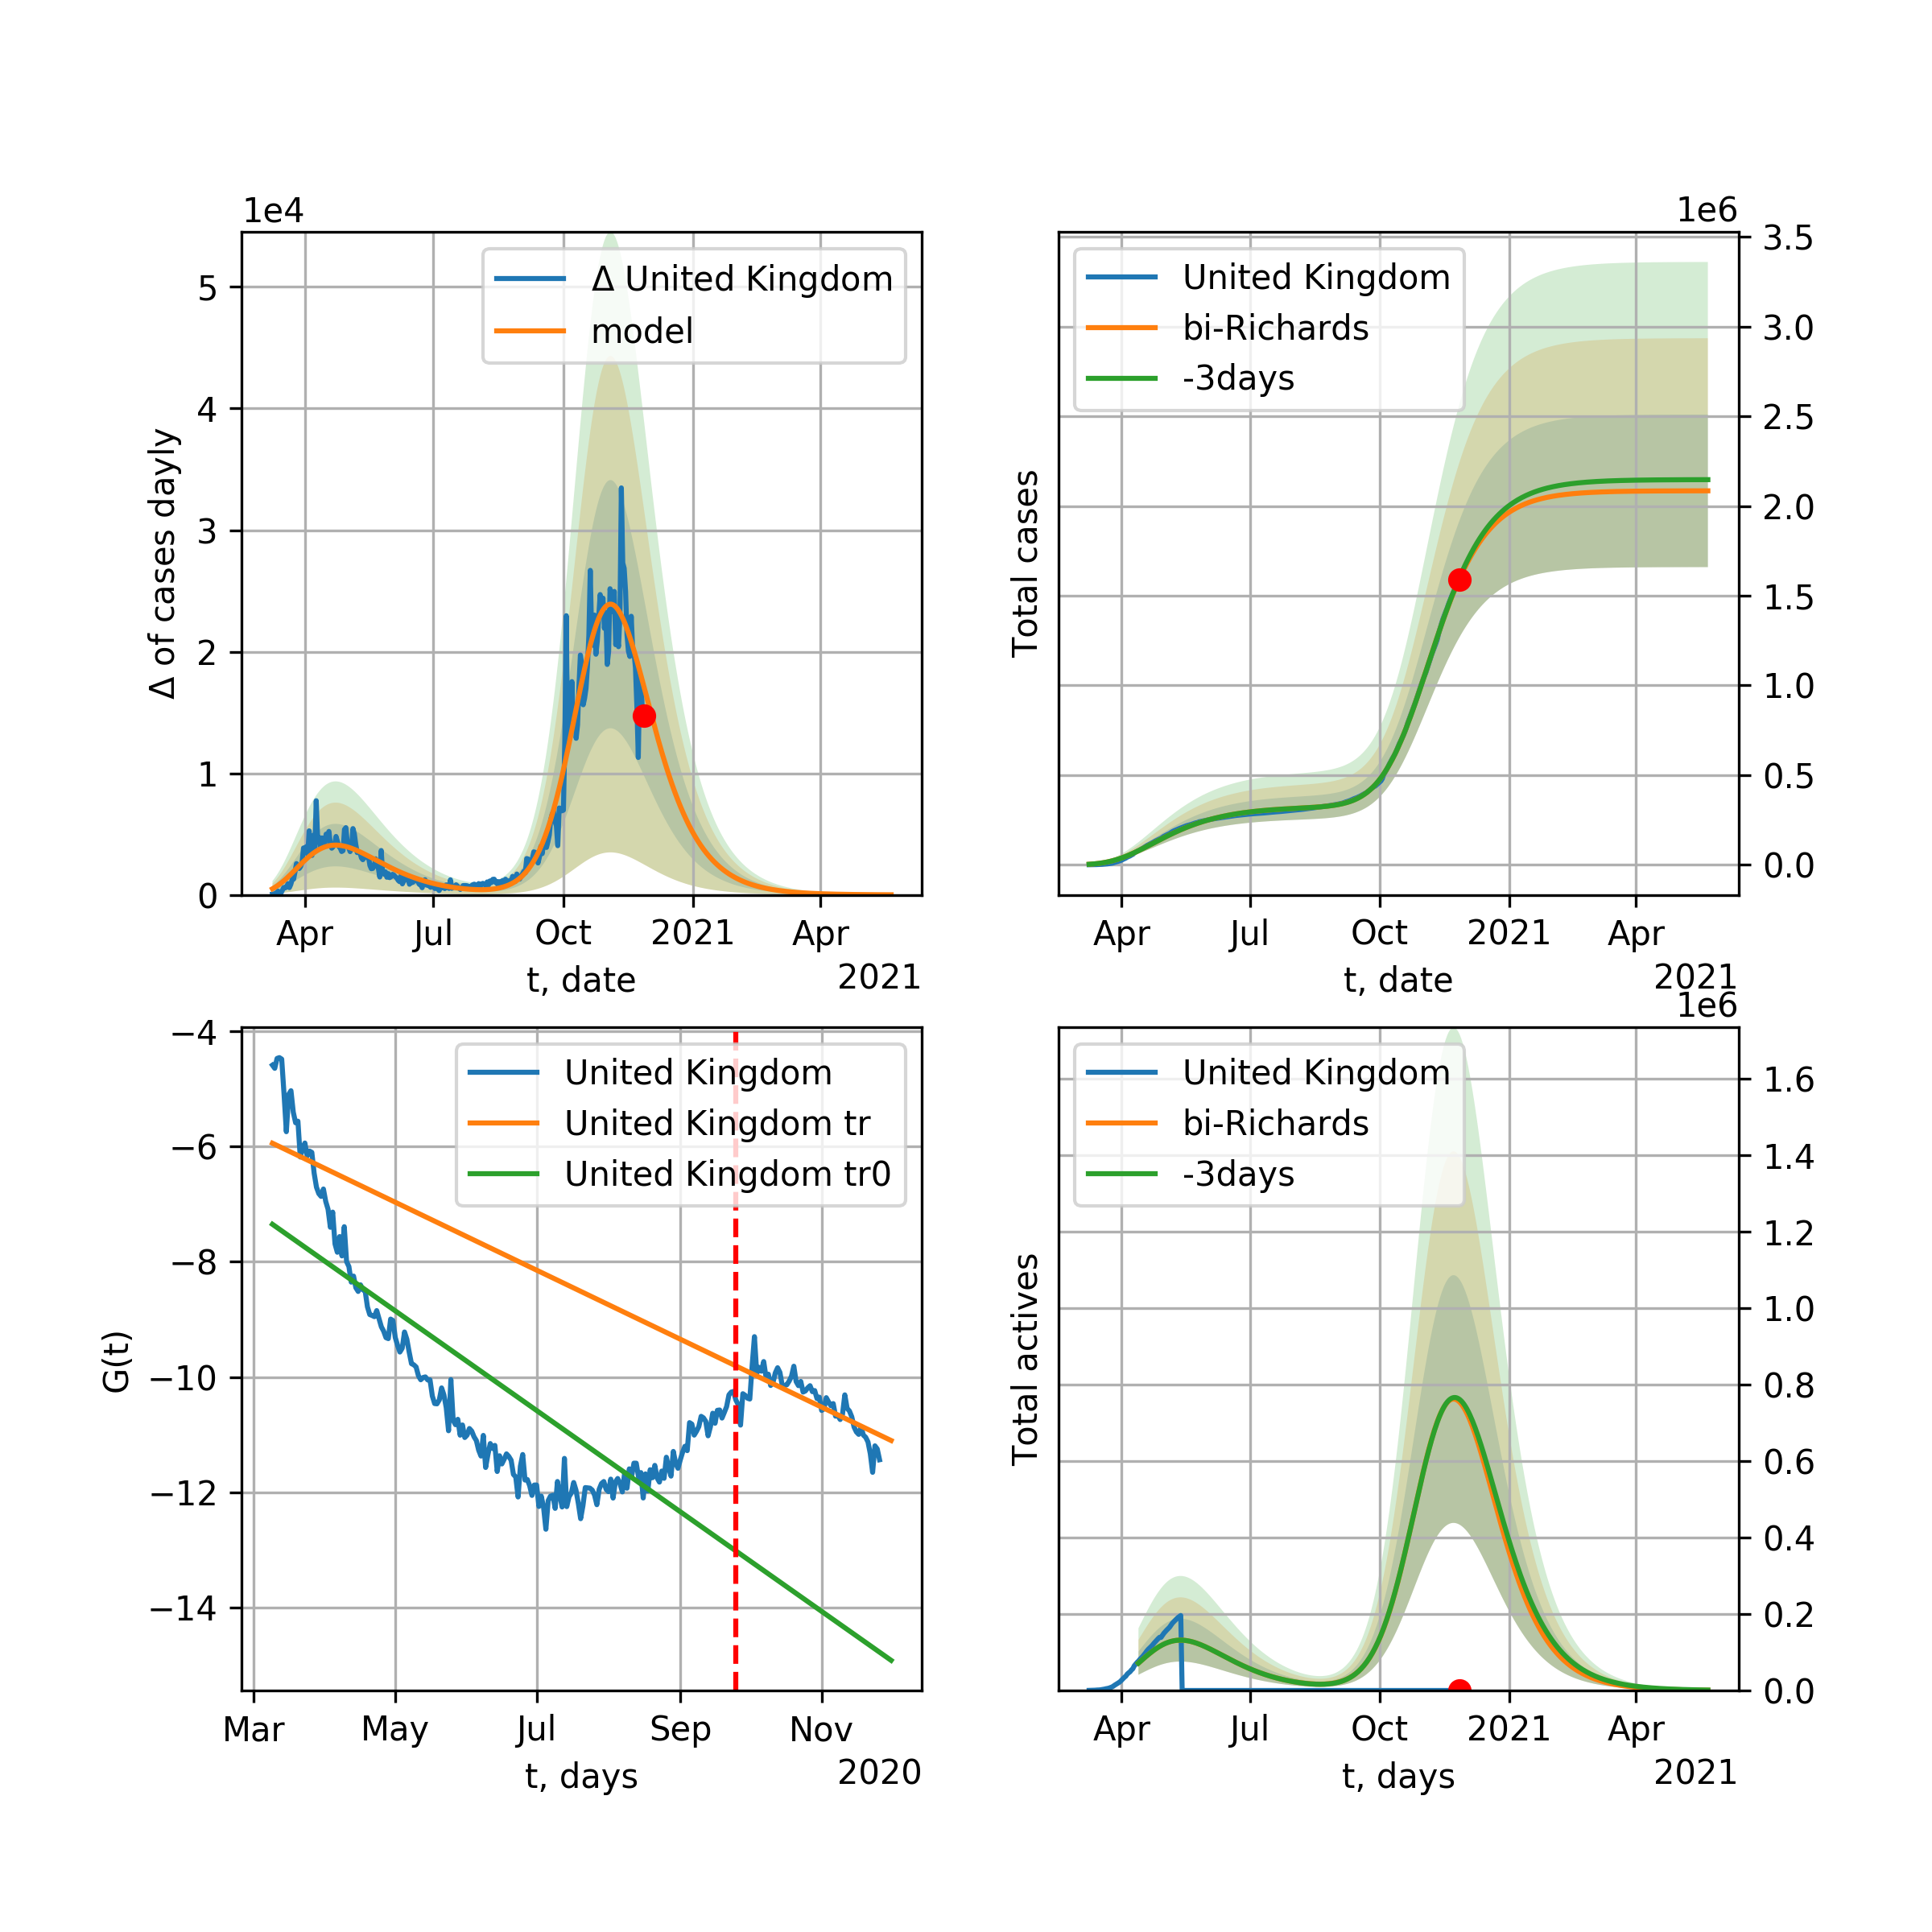 1e4
Δ of cases dayly
5
4
3
2
1
0
Δ United Kingdom
model
Apr Jul Oct 2021 Apr
t, date
2021
1e6
Total cases
3.5
3.0
2.5
2.0
1.5
1.0
0.5
0.0
United Kingdom
bi-Richards
-3days
Apr Jul Oct 2021 Apr
t, date
2021
G(t)
−4
−6
−8
−10
−12
−14
United Kingdom
United Kingdom tr
United Kingdom tr0
Mar May Jul Sep Nov
t, days
2020
1e6
Total actives
1.6
1.4
1.2
1.0
0.8
0.6
0.4
0.2
0.0
United Kingdom
bi-Richards
-3days
Apr Jul Oct 2021 Apr
t, days
2021